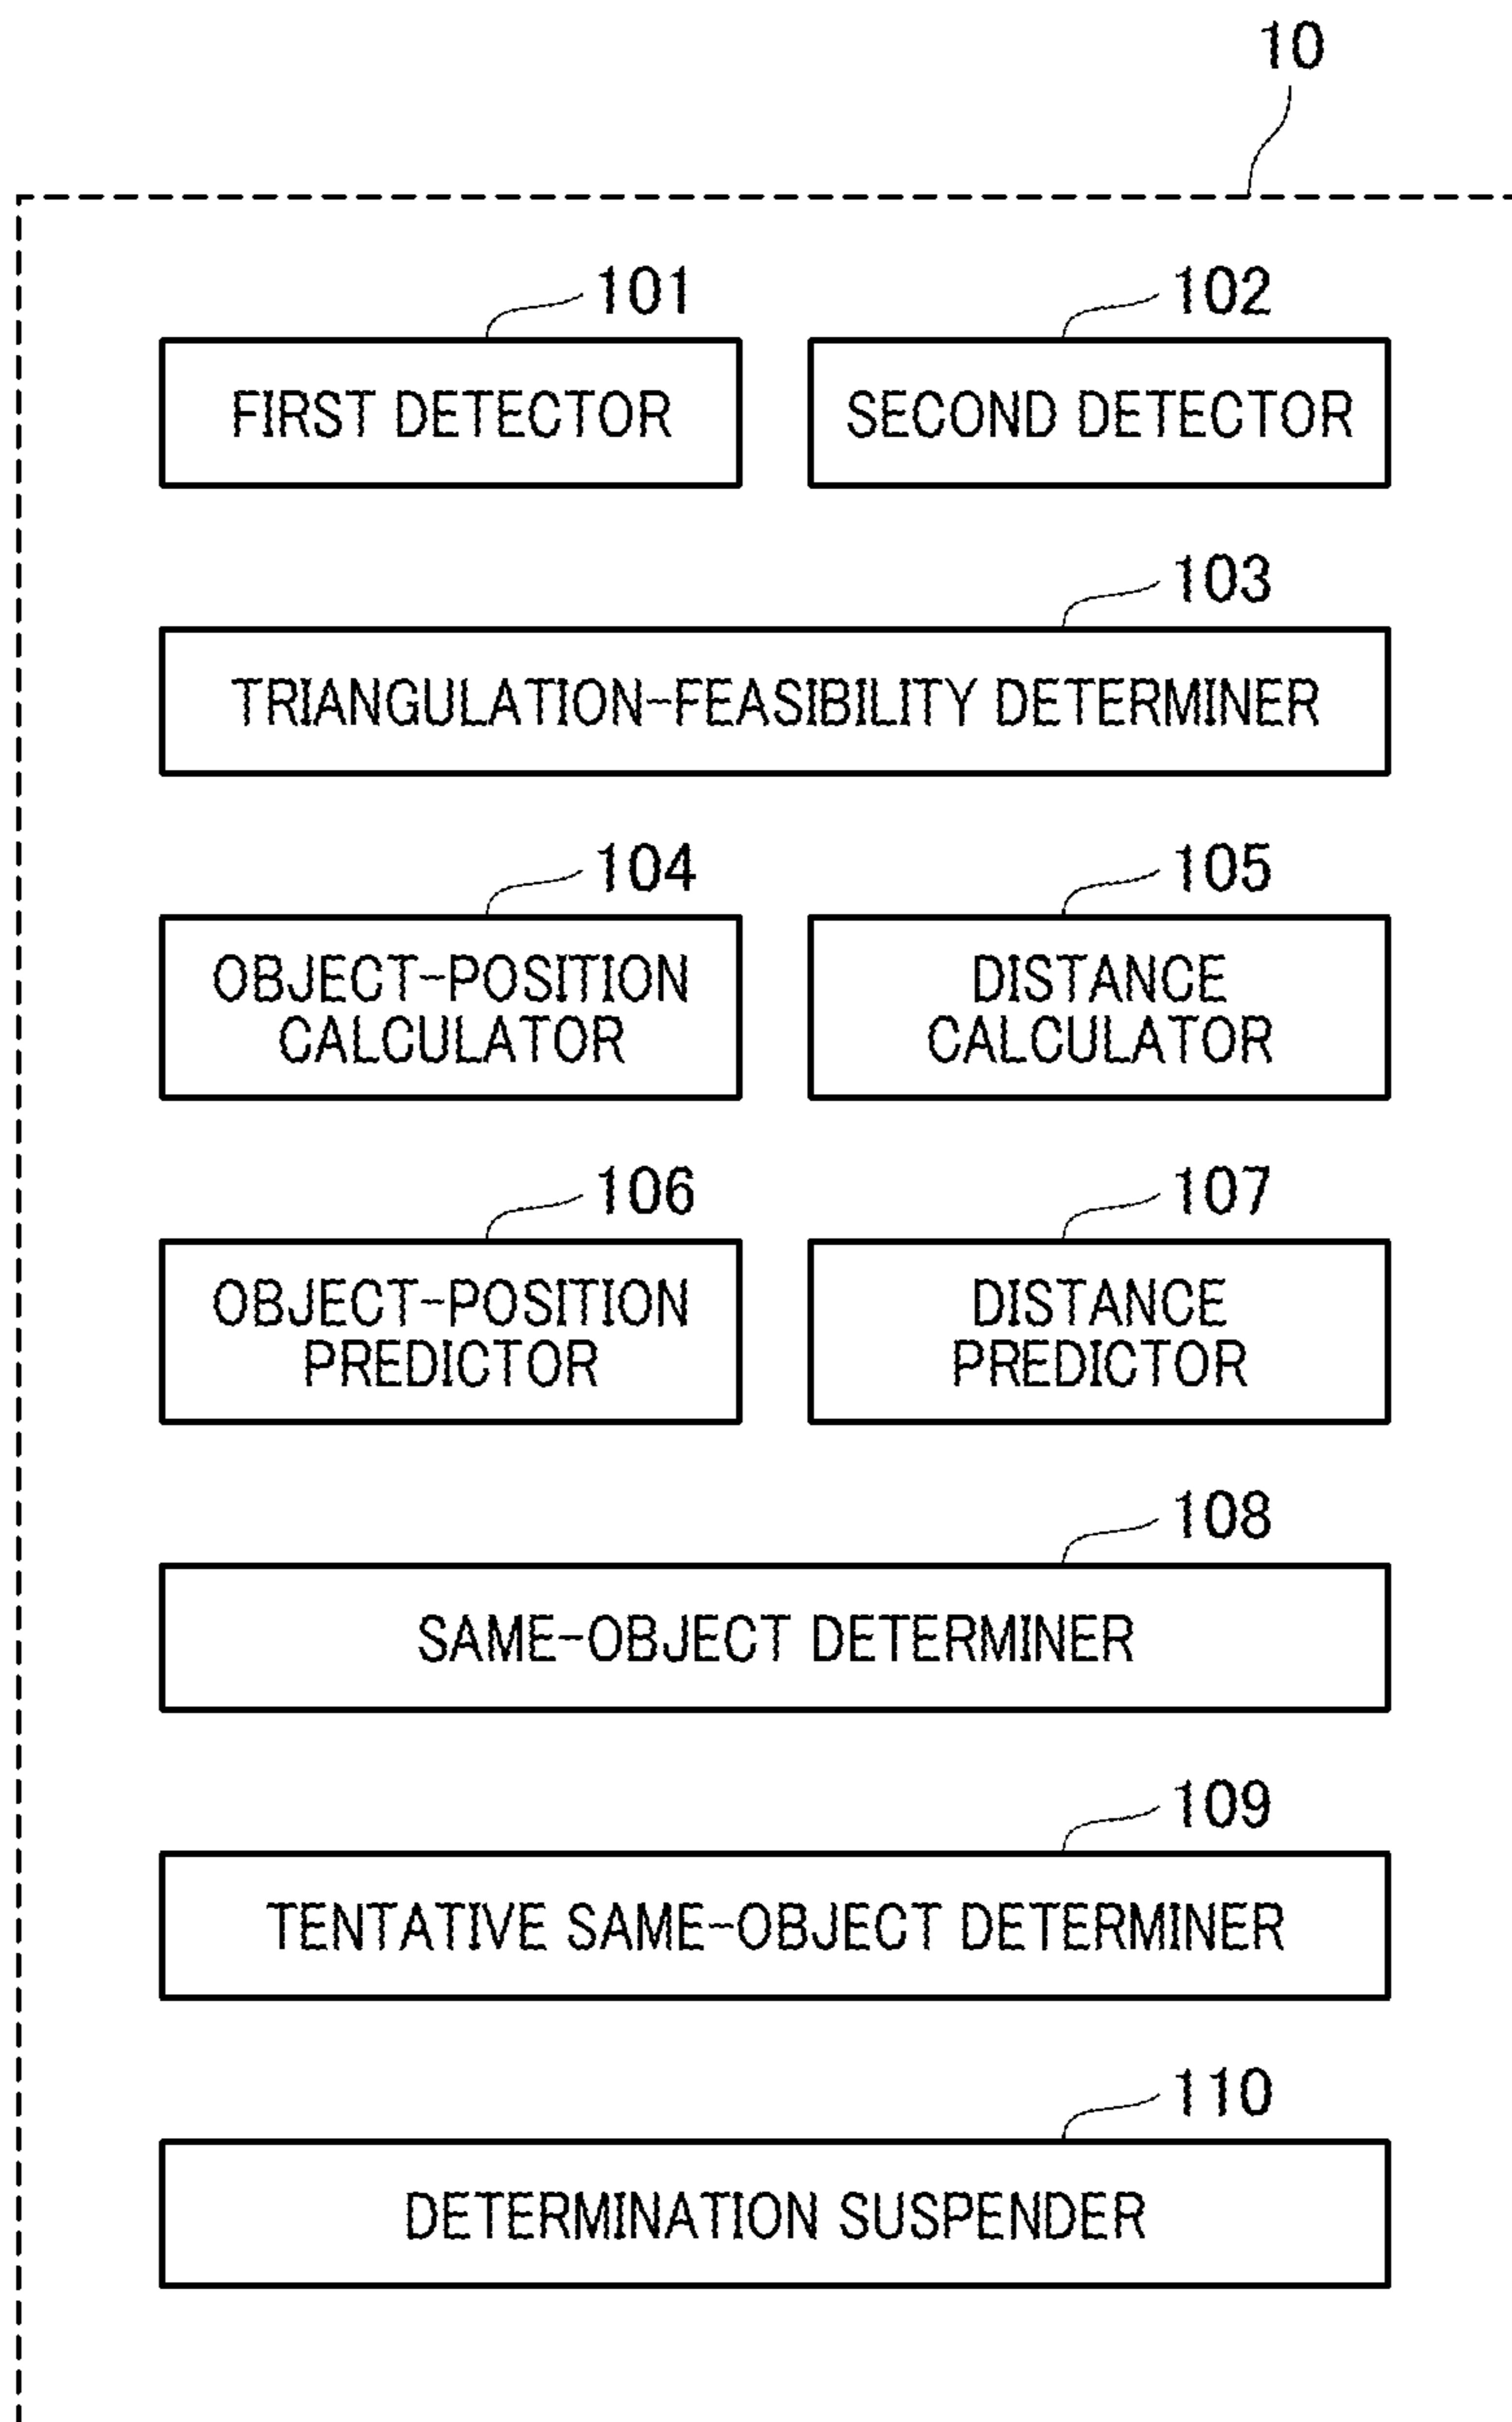 10
101
102
FIRST DETECTOR
SECOND DETECTOR
103
TRIANGULATION-FEASIBILITY DETERMINER
104
105
OBJECT-POSITION
CALCULATOR
DISTANCE
CALCULATOR
106
107
OBJECT-POSITION
PREDICTOR
DISTANCE
PREDICTOR
108
SAME-OBJECT DETERMINER
109
TENTATIVE SAME-OBJECT DETERMINER
110
DETERMINATION SUSPENDER